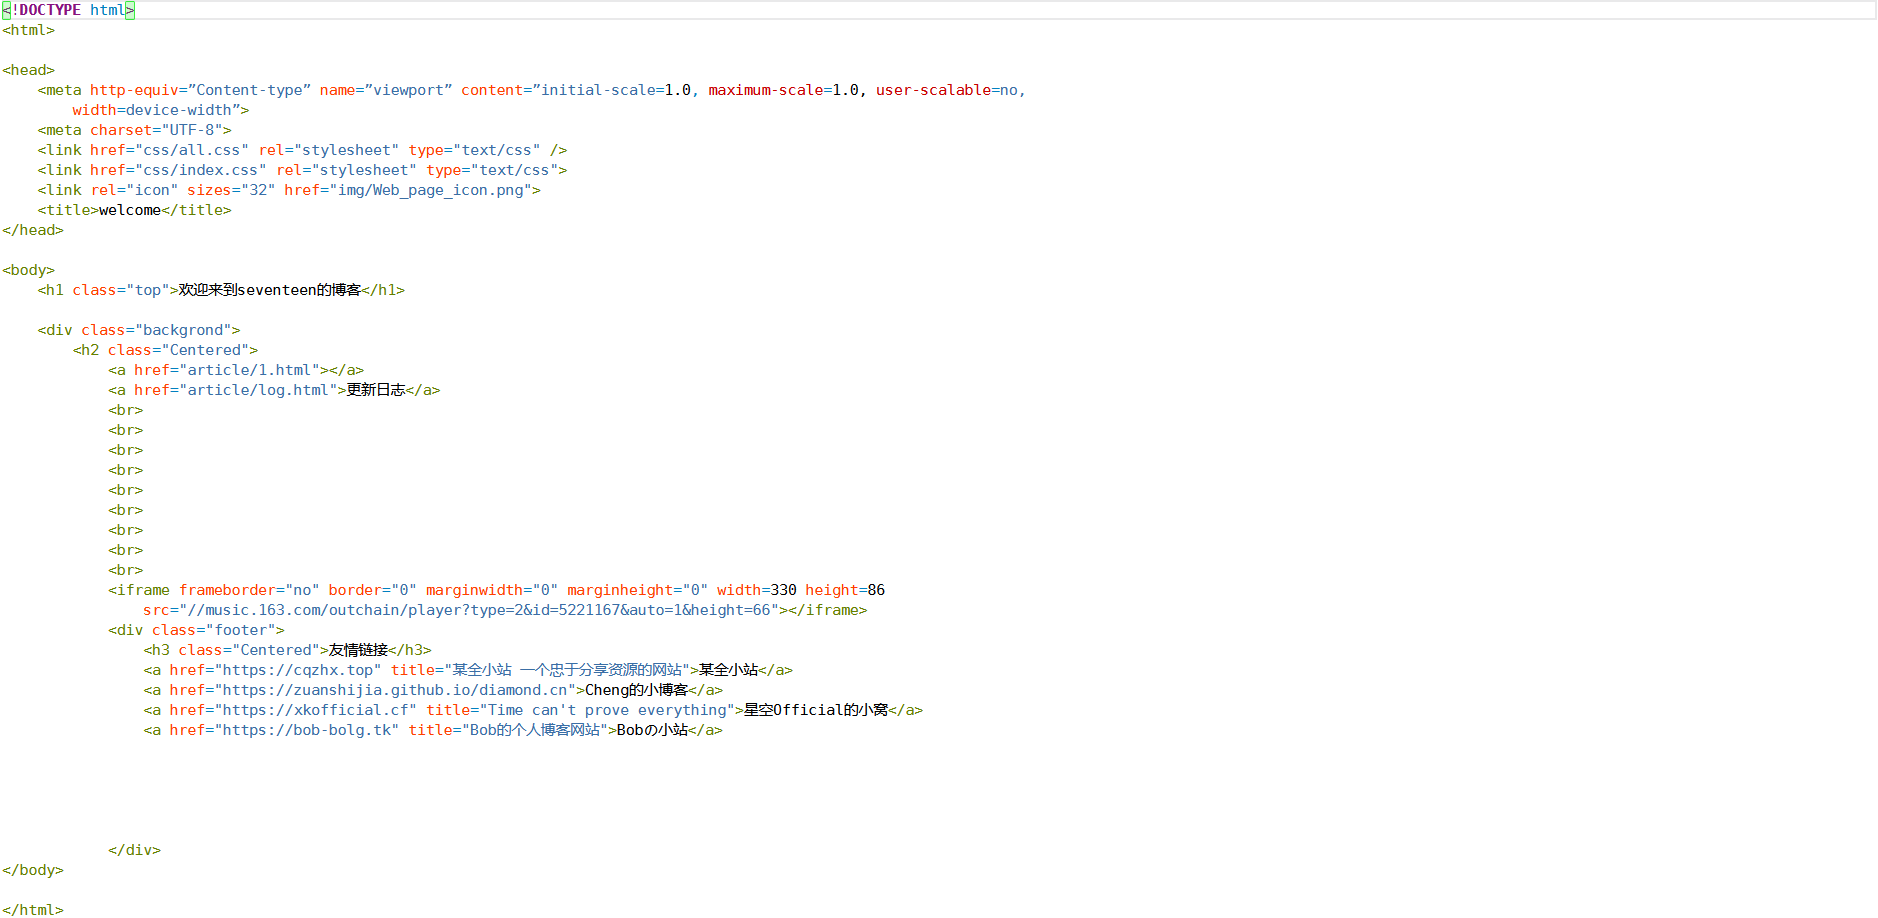 <!DOCTYPE html>
<html>
<head>
<meta http-equiv=”Content-type” name=”viewport” content=”initial-scale=1.0, maximum-scale=1.0, user-scalable=no,
width=device-width”>
<meta charset="UTF-8">
<link href="css/all.css" rel="stylesheet" type="text/css" />
<link href="css/index.css" rel="stylesheet" type="text/css">
<link rel="icon" sizes="32" href="img/Web_page_icon.png">
<title>welcome</title>
</head>
<body>
<h1 class="top">欢迎来到seventeen的博客</h1>
<div class="backgrond">
<h2 class="Centered">
<a href="article/1.html"></a>
<a href="article/log.html">更新日志</a>
<br>
<br>
<br>
<br>
<br>
<br>
<br>
<br>
<br>
<iframe frameborder="no" border="0" marginwidth="0" marginheight="0" width=330 height=86
src="//music.163.com/outchain/player?type=2&id=5221167&auto=1&height=66"></iframe>
<div class="footer">
<h3 class="Centered">友情链接</h3>
<a href="https://cqzhx.top" title="某全小站 一个忠于分享资源的网站">某全小站</a>
<a href="https://zuanshijia.github.io/diamond.cn">Cheng的小博客</a>
<a href="https://xkofficial.cf" title="Time can't prove everything">星空Official的小窝</a>
<a href="https://bob-bolg.tk" title="Bob的个人博客网站">Bobの小站</a>
</div>
</body>
</html>